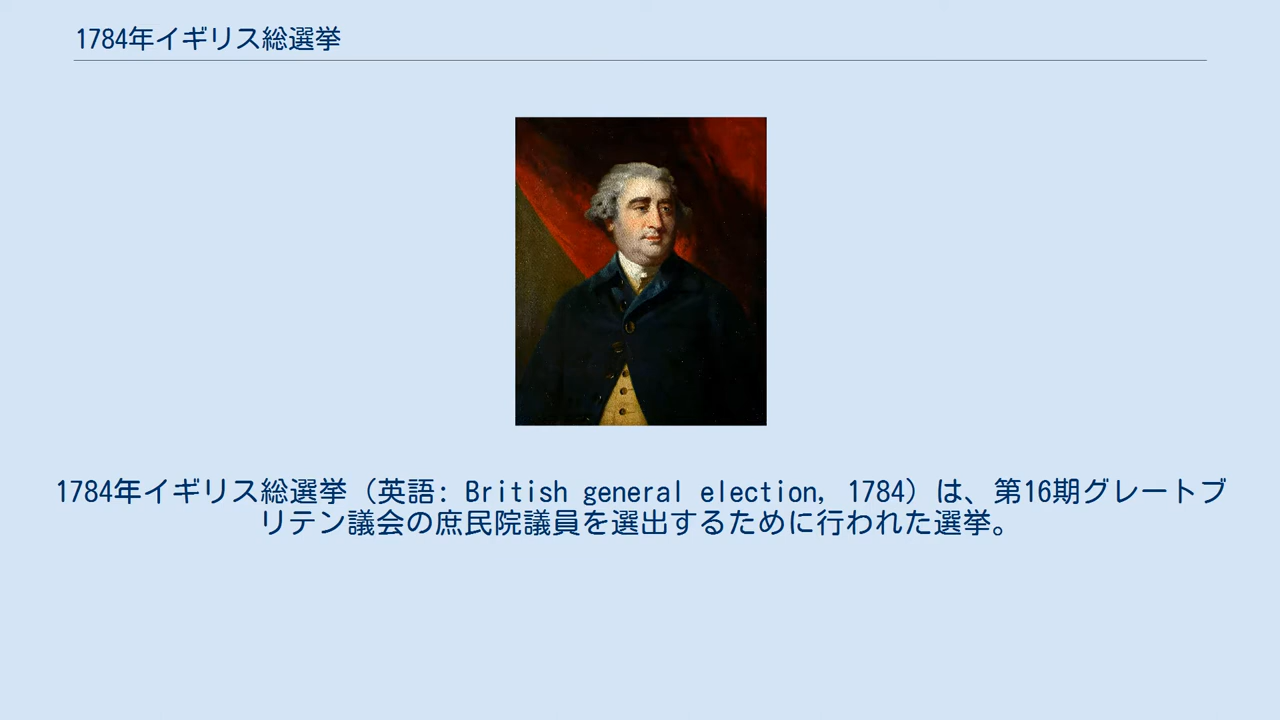 1784年イギリス総選挙
1784年イギリス総選挙（英語: British general election, 1784）は、第16期グレートブ
リテン議会の庶民院議員を選出するために行われた選挙。